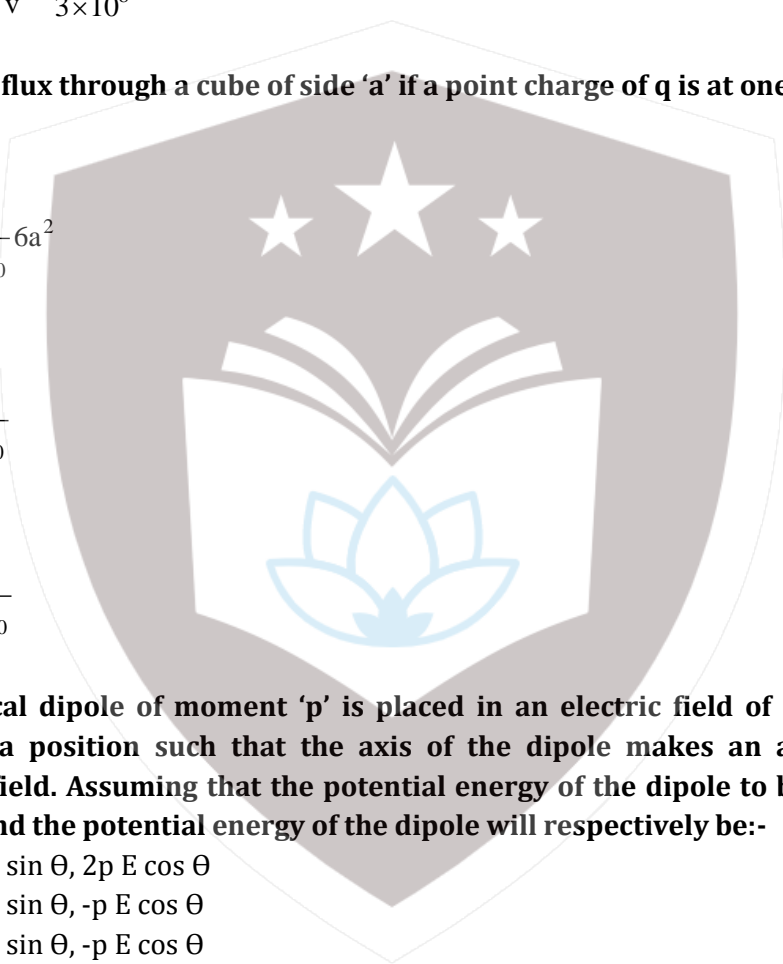 v 3×10
flux through a cube of side ‘a’ if a point charge of q is at one
6a²
0
0
0
cal dipole of moment ‘p’ is placed in an electric field of
a position such that the axis of the dipole makes an a
field. Assuming that the potential energy of the dipole to b
nd the potential energy of the dipole will respectively be:-
sin Θ, 2p E cos Θ
sin Θ, -p E cos Θ
sin Θ, -p E cos Θ